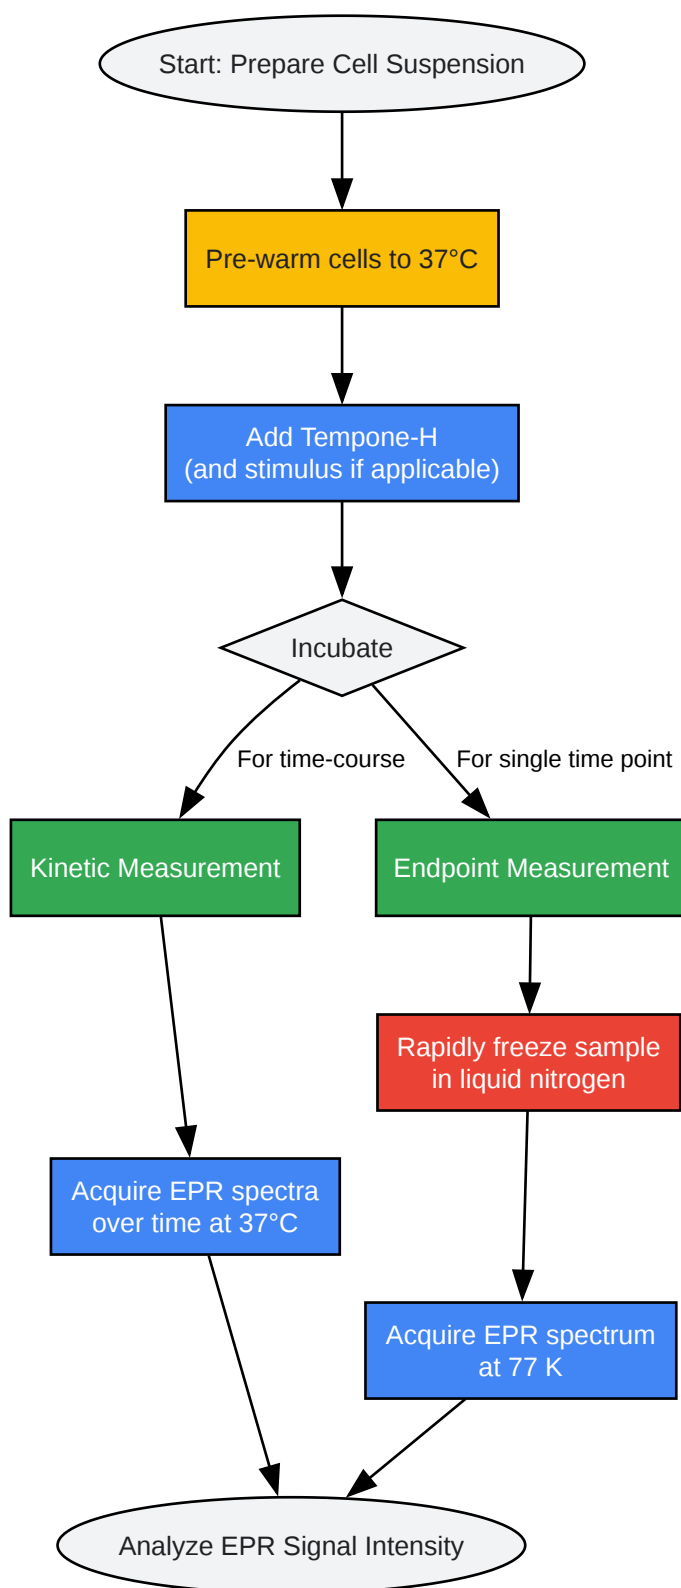 Start: Prepare Cell Suspension
Pre-warm cells to 37°C
Add Tempone-H
(and stimulus if applicable)
Incubate
For time-course
For single time point
Kinetic Measurement
Endpoint Measurement
Rapidly freeze sample
in liquid nitrogen
Acquire EPR spectra
over time at 37°C
Acquire EPR spectrum
at 77 K
Analyze EPR Signal Intensity